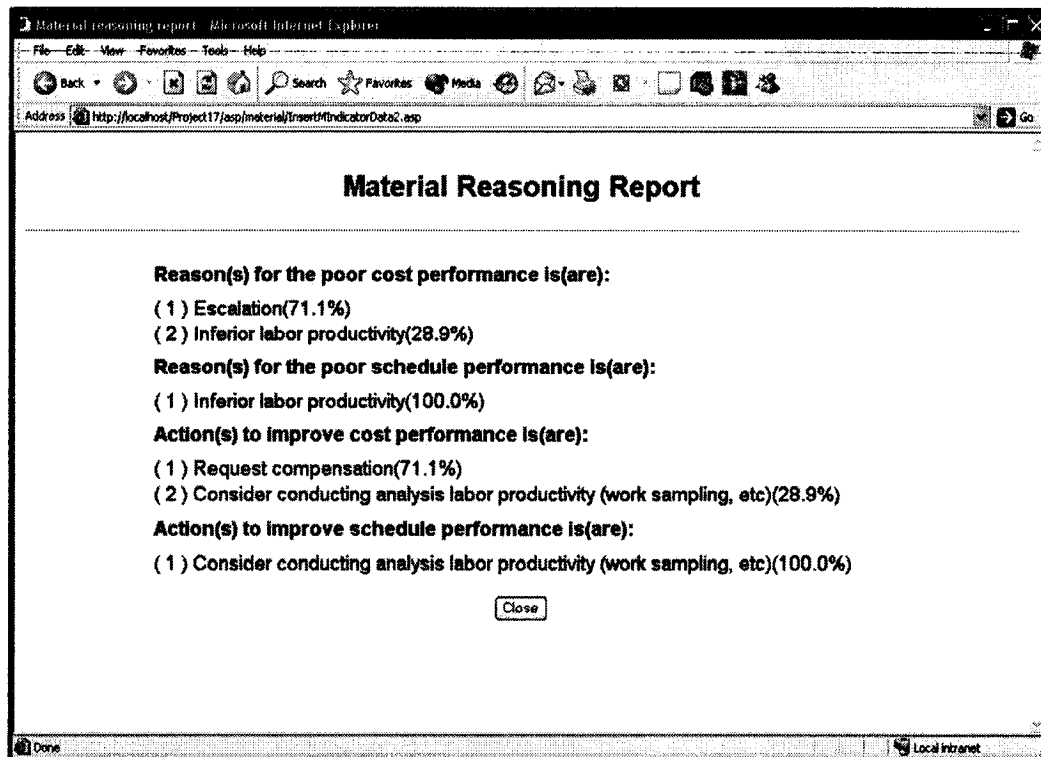 Material reasoning report - Microsoft Internet Explorer
File Edit View Favorites Tools Help
Back Search Favorites Media
Address http://localhost/Project17/asp/material/InsertMIndicatorData2.asp Go
Material Reasoning Report
Reason(s) for the poor cost performance is(are):
( 1 ) Escalation(71.1%)
( 2 ) Inferior labor productivity(28.9%)
Reason(s) for the poor schedule performance is(are):
( 1 ) Inferior labor productivity(100.0%)
Action(s) to improve cost performance is(are):
( 1 ) Request compensation(71.1%)
( 2 ) Consider conducting analysis labor productivity (work sampling, etc)(28.9%)
Action(s) to improve schedule performance is(are):
( 1 ) Consider conducting analysis labor productivity (work sampling, etc)(100.0%)
Close
Done Local intranet